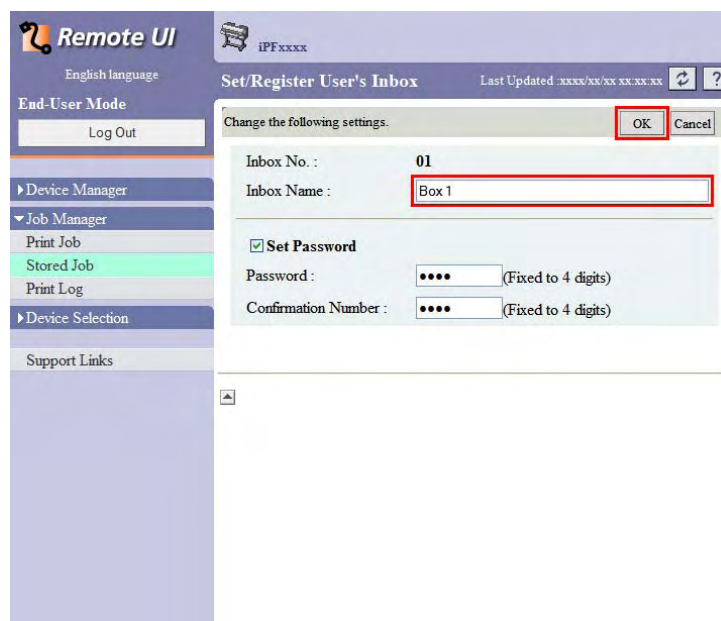 Remote UI
English language
End-User Mode
Log Out
Device Manager
Job Manager
Print Job
Stored Job
Print Log
Device Selection
Support Links
iPFxxxx
Set/Register User's Inbox Last Updated :xxxx/xx/xx xx:xx:xx ?
Change the following settings. OK Cancel
Inbox No. : 01
Inbox Name : Box 1
Set Password
Password : •••• (Fixed to 4 digits)
Confirmation Number : •••• (Fixed to 4 digits)